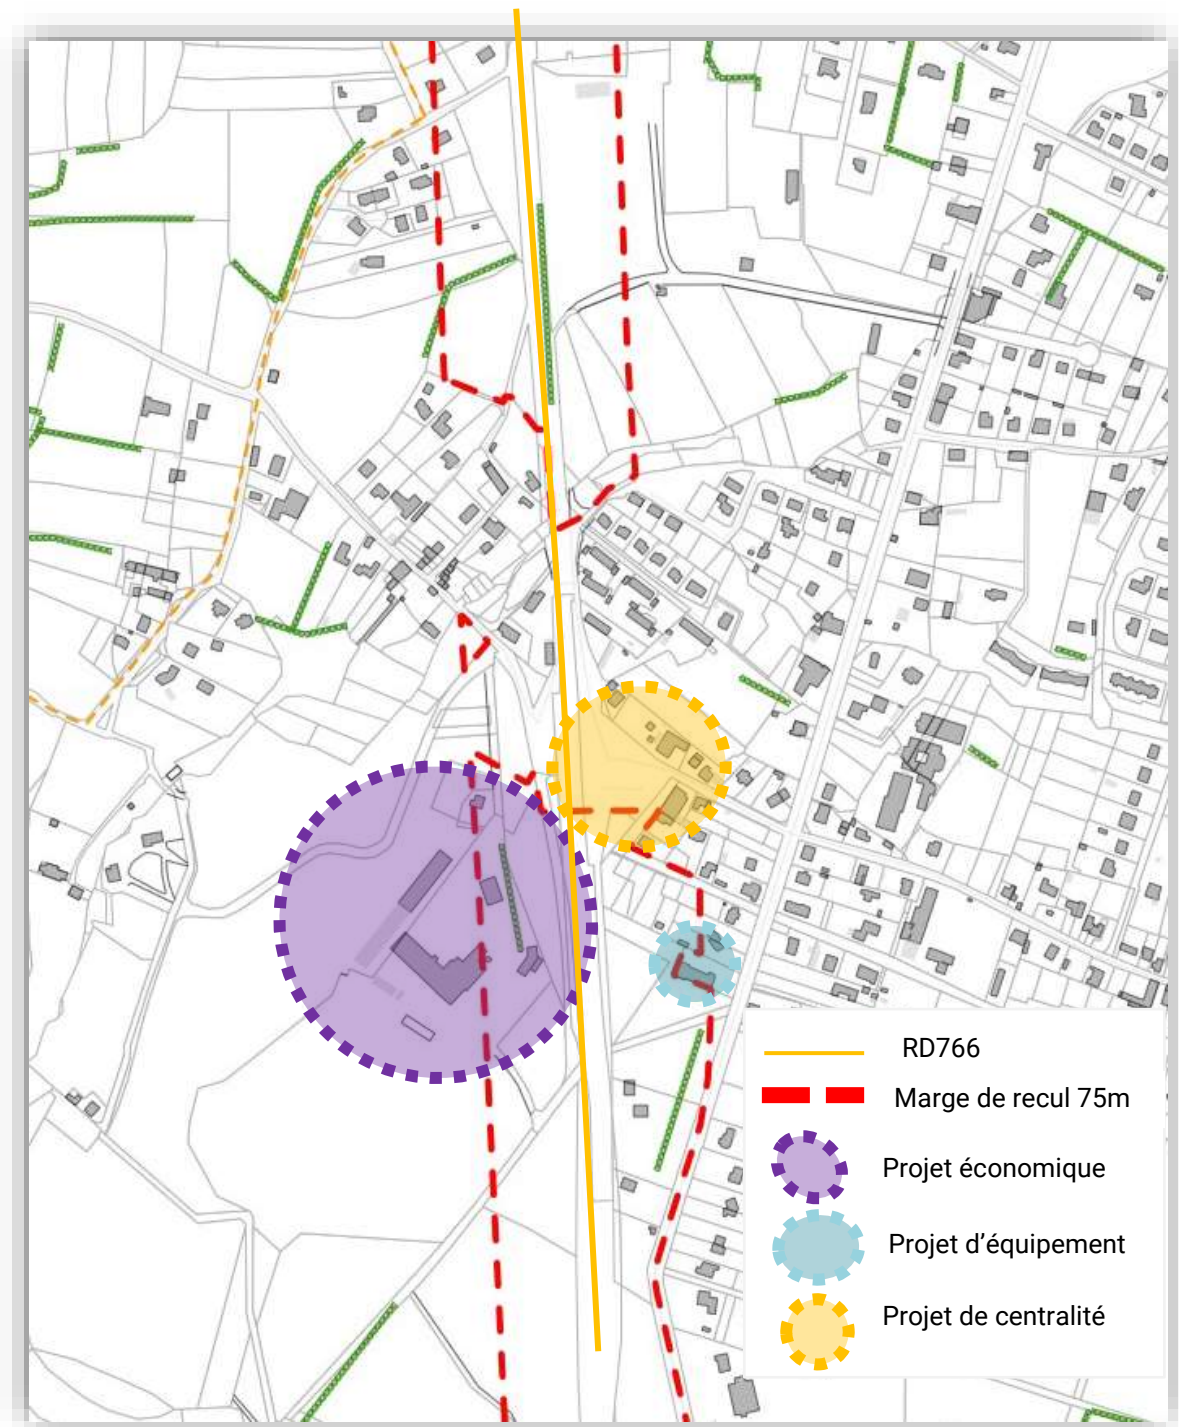 RD766
Marge de recul 75m
Projet économique
Projet d’équipement
Projet de centralité